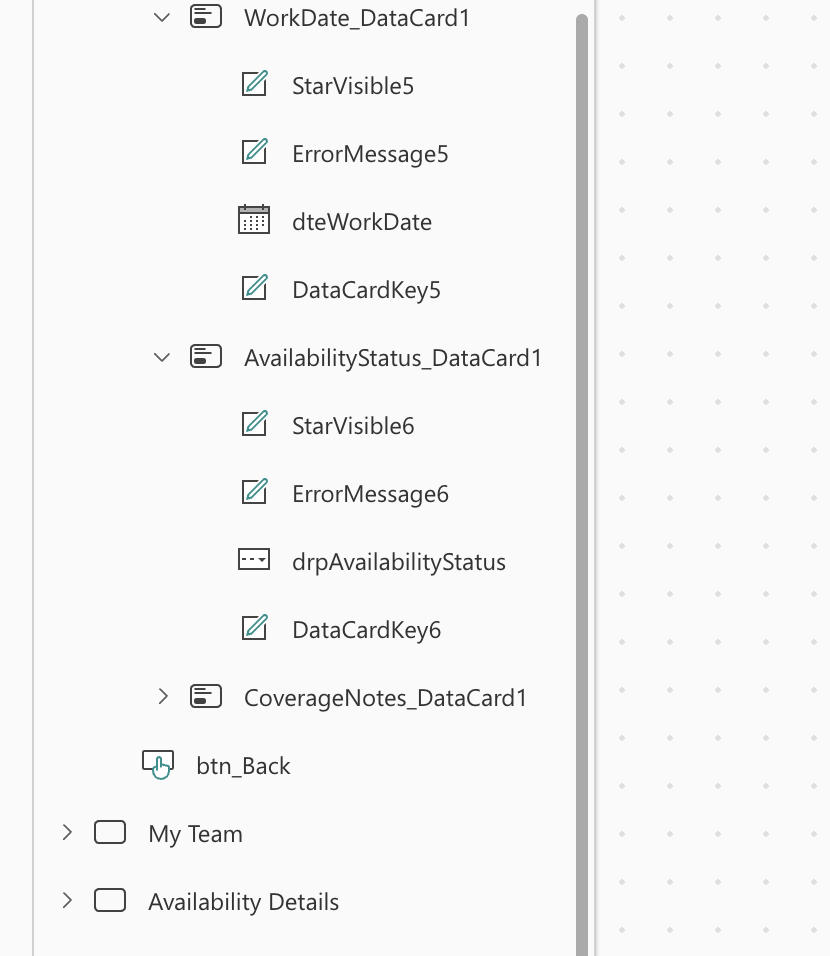 WorkDate_DataCard1
StarVisible5
ErrorMessage5
dteWorkDate
DataCardKey5
AvailabilityStatus_DataCard1
StarVisible6
ErrorMessage6
drpAvailabilityStatus
DataCardKey6
CoverageNotes_DataCard1
btn_Back
My Team
Availability Details